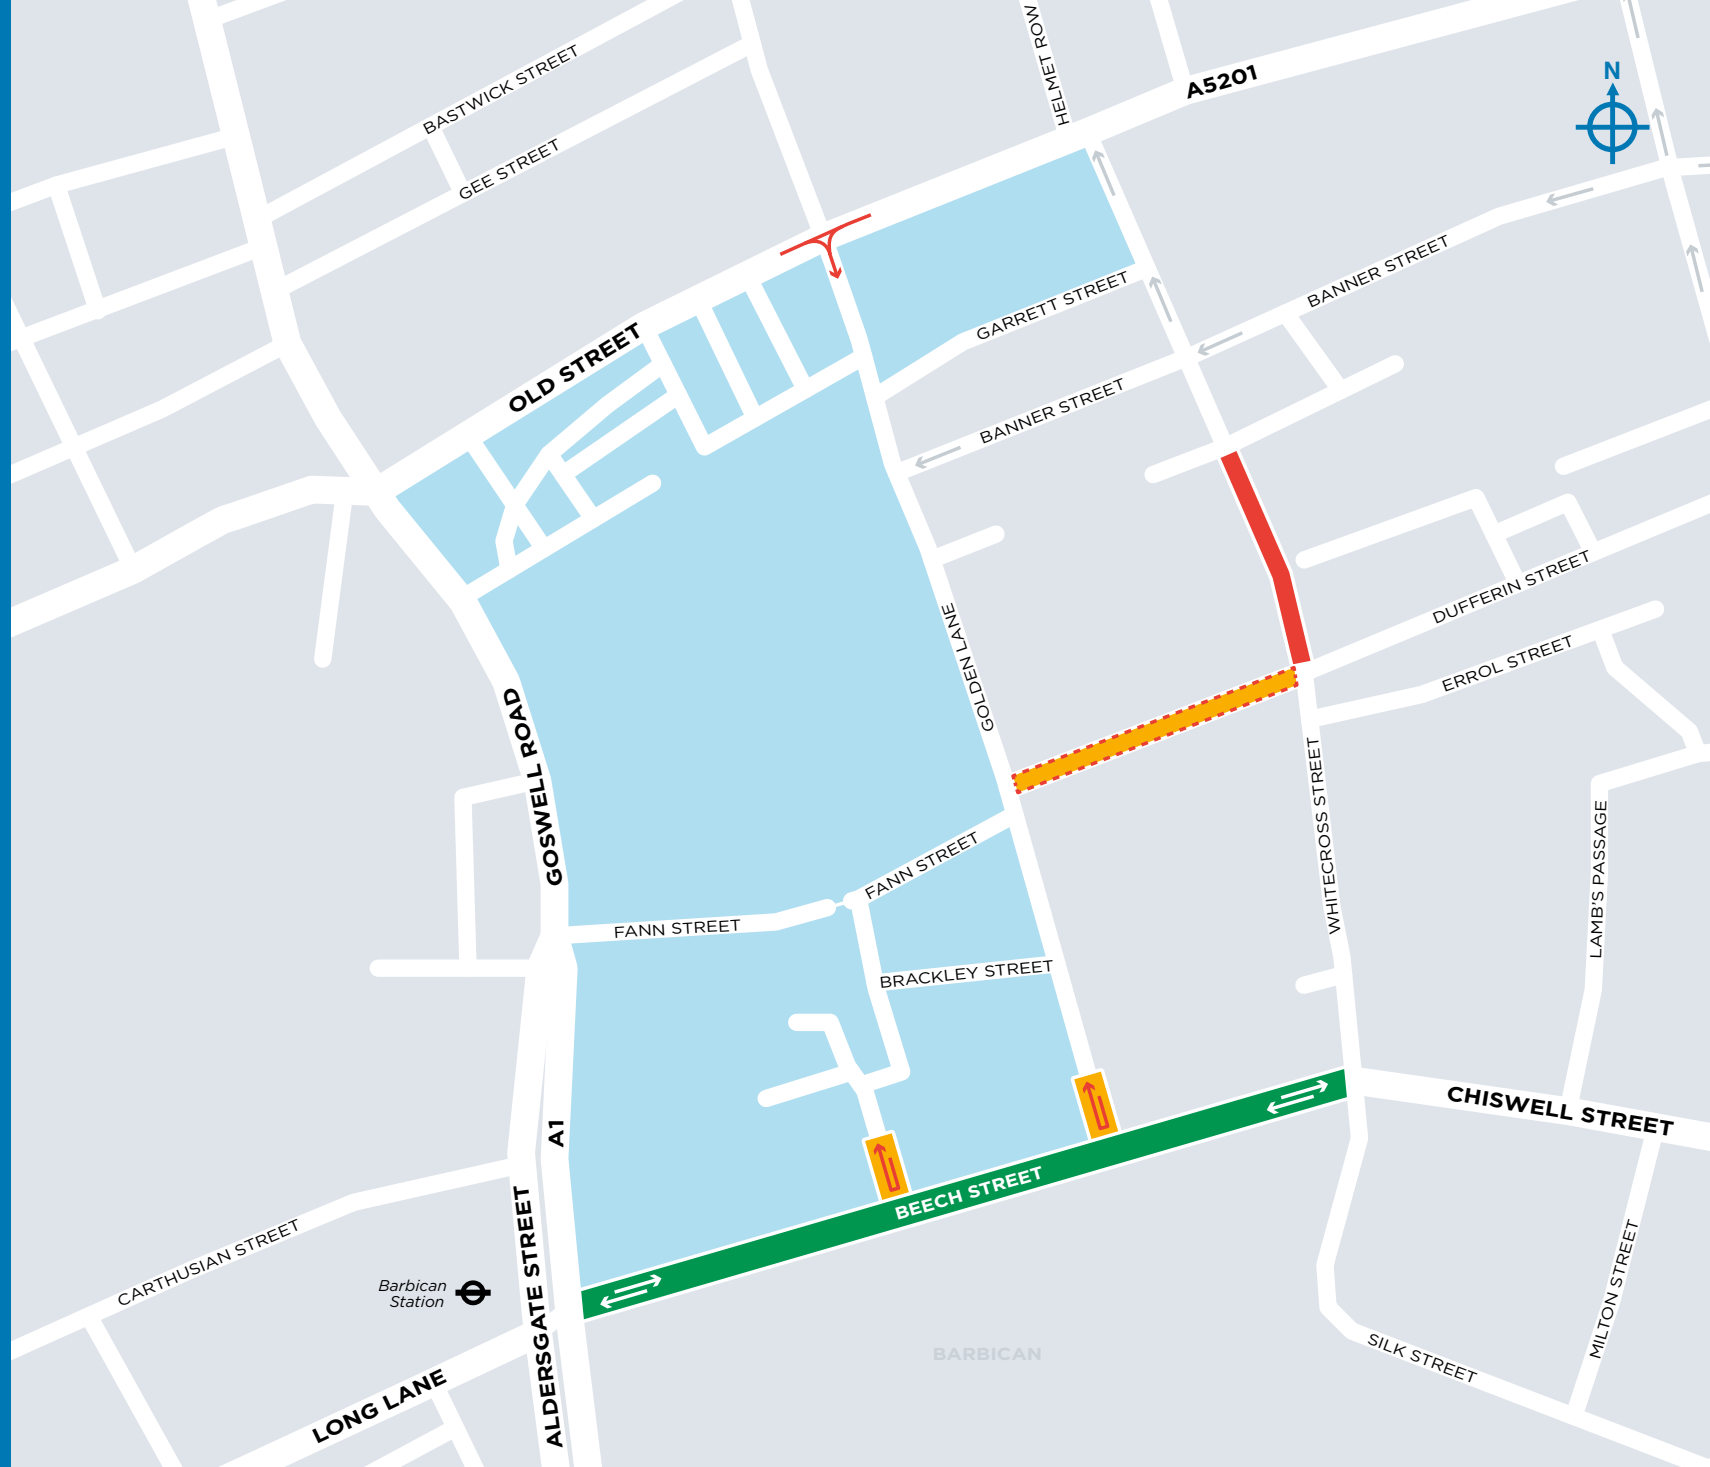 HELMET ROW
BASTWICK STREET
A5201
N
GEE STREET
BANNER STREET
GARRETT STREET
OLD STREET
BANNER STREET
DUFFERIN STREET
ERROL STREET
GOLDEN LANE
GOSWELL ROAD
WHITECROSS STREET
LAMB'S PASSAGE
FANN STREET
FANN STREET
BRACKLEY STREET
CHISWELL STREET
A1
BEECH STREET
CARTHUSIAN STREET
ALDERSGATE STREET
Barbican
Station
MILTON STREET
BARBICAN
SILK STREET
LONG LANE